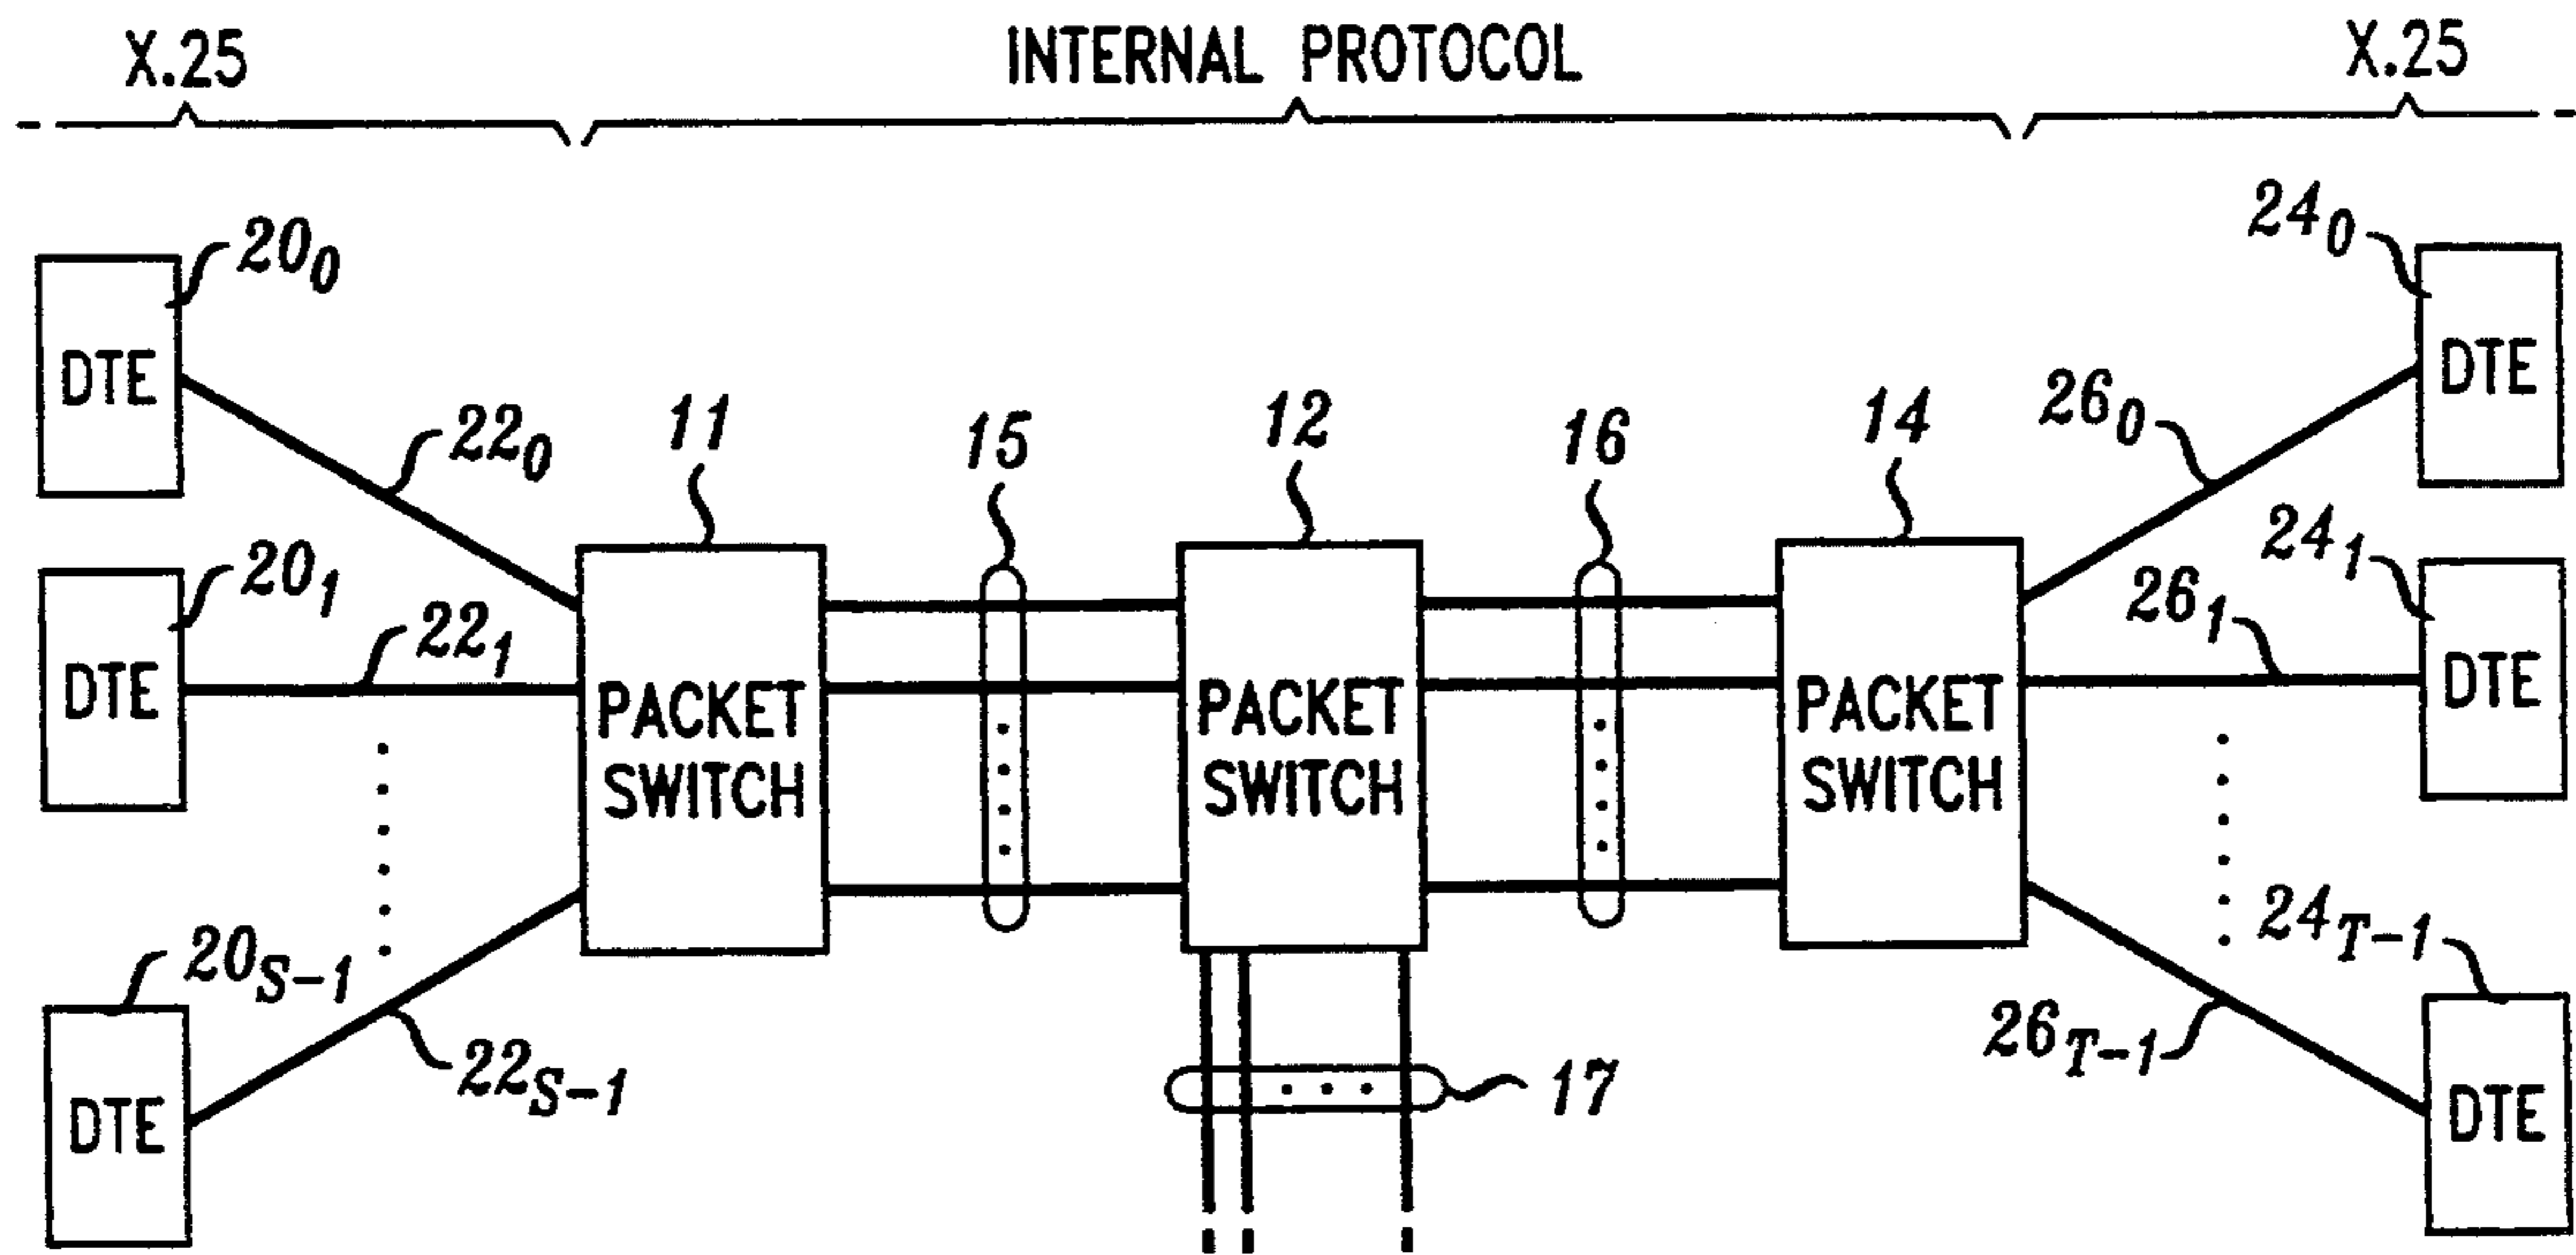 X.25 INTERNAL PROTOCOL X.25
20₀
24₀
DTE
DTE
22₀
11
15
12
16
14
26₀
20₁
24₁
22₁
26₁
DTE
DTE
PACKET SWITCH
PACKET SWITCH
PACKET SWITCH
20S-1
24T-1
22S-1
26T-1
17
DTE
DTE